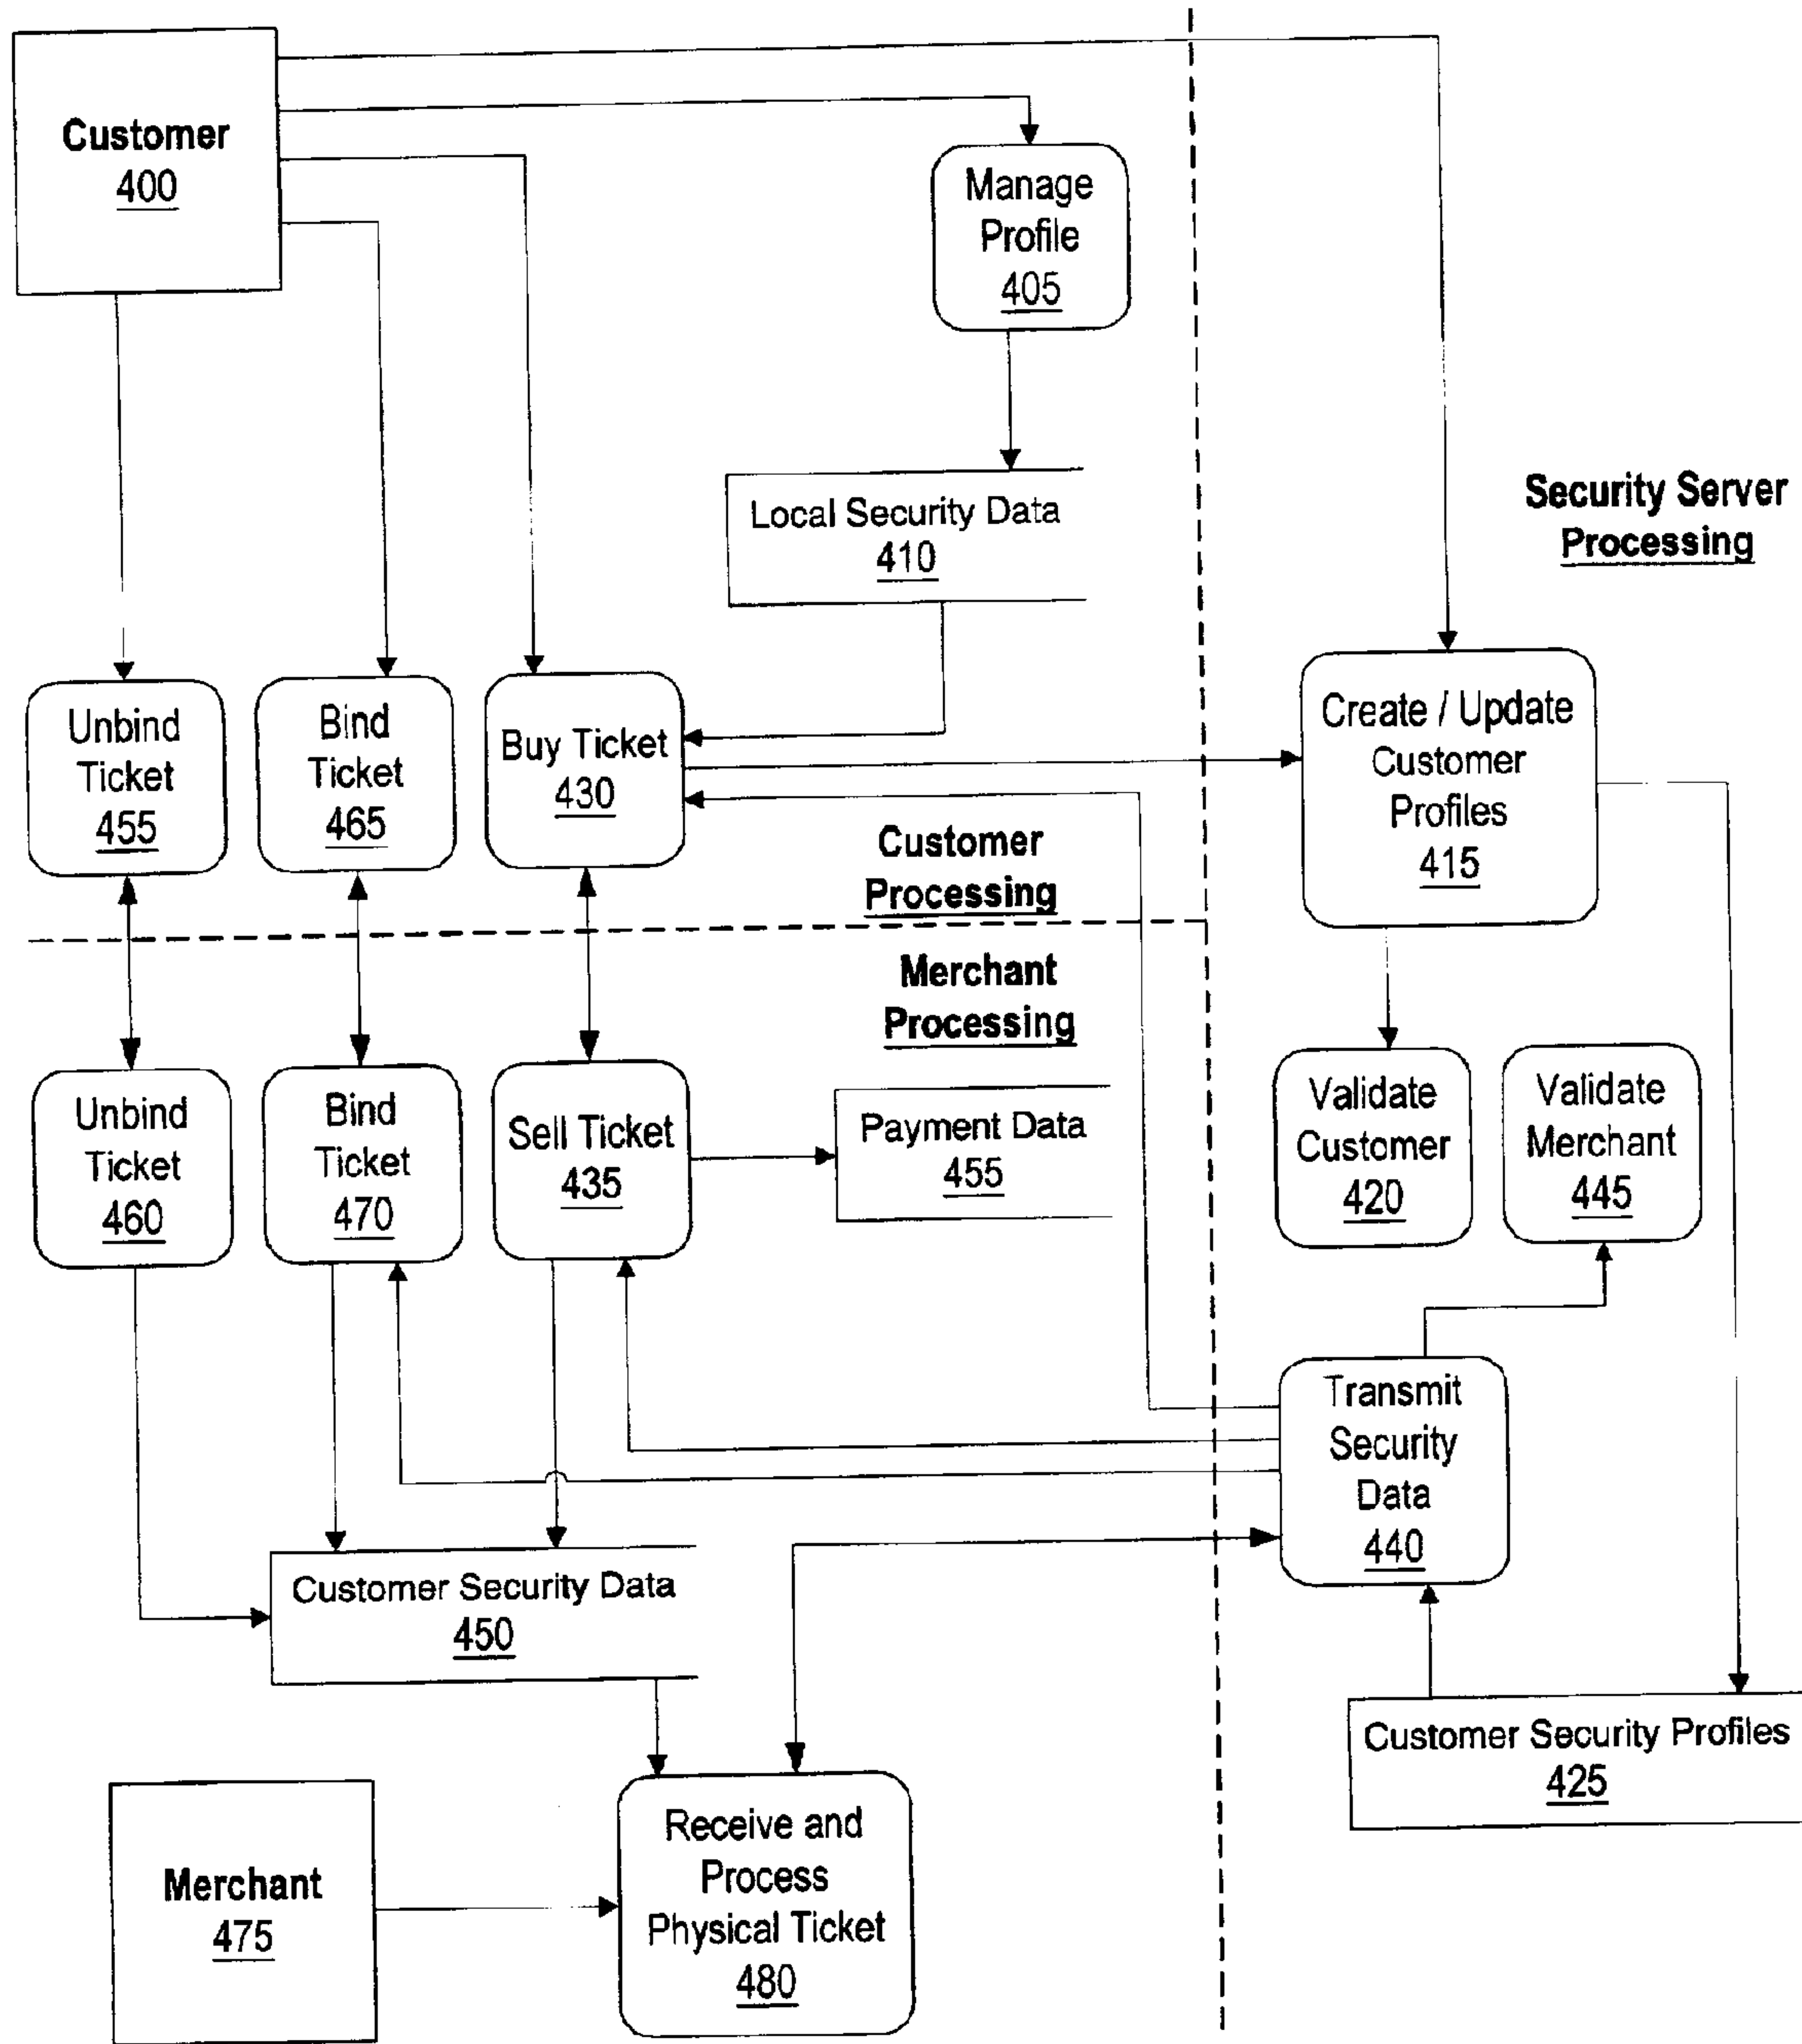 Customer
400
Manage
Profile
405
Local Security Data
410
Security Server
Processing
Unbind
Ticket
455
Bind
Ticket
465
Buy Ticket
430
Create / Update
Customer
Profiles
415
Customer
Processing
Merchant
Processing
Unbind
Ticket
460
Bind
Ticket
470
Sell Ticket
435
Payment Data
455
Validate
Customer
420
Validate
Merchant
445
Transmit
Security
Data
440
Customer Security Data
450
Customer Security Profiles
425
Merchant
475
Receive and
Process
Physical Ticket
480